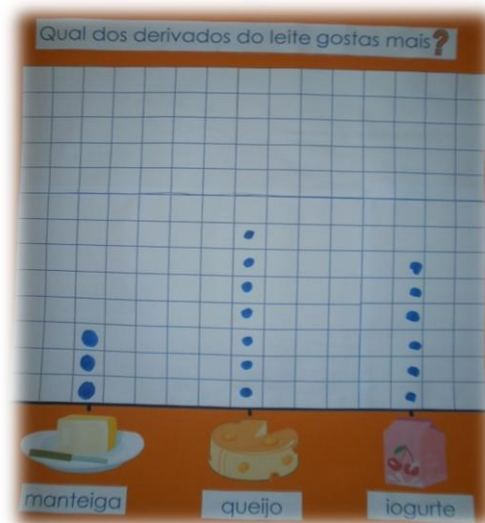 Qual dos derivados do leite gostas mais?
manteiga
queijo
iogurte